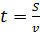 t = s/v